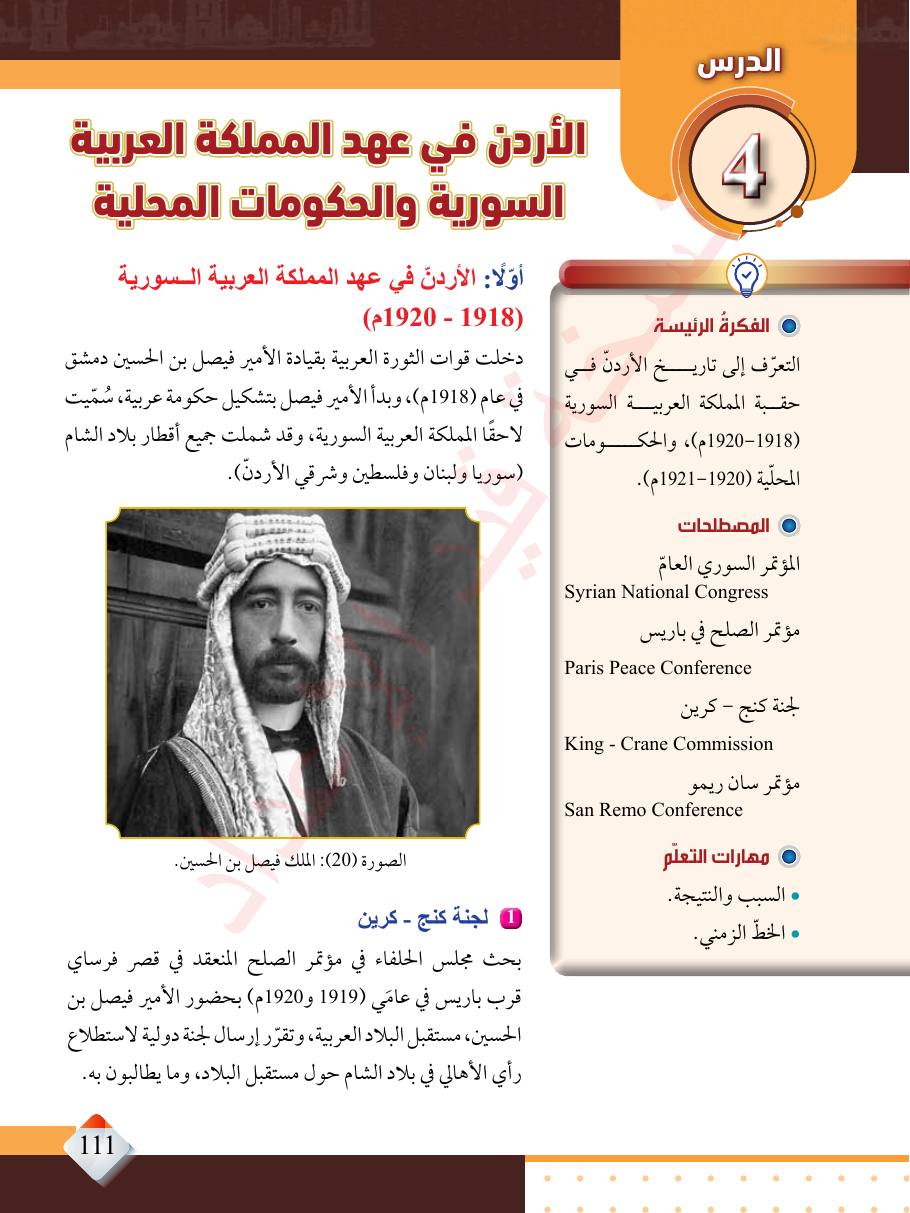 الدرس
4
الأردن في عهد المملكة العربية
السورية والحكومات المحلية
الفكرةُ الرئيسة
التعرّف إلى تاريــــخ الأردنّ فـــي
حقـــبة المملكة العربيـــة السورية
(1918–1920م)، والحكـــــومات
المحلّية (1920–1921م).
المصطلحات
المؤتمر السوري العامّ
Syrian National Congress
مؤتمر الصلح في باريس
Paris Peace Conference
لجنة كنج – كرين
King - Crane Commission
مؤتمر سان ريمو
San Remo Conference
مهارات التعلّم
• السبب والنتيجة.
• الخطّ الزمني.
أوّلًا: الأردنّ في عهد المملكة العربية الــسورية
(1918 - 1920م)
دخلت قوات الثورة العربية بقيادة الأمير فيصل بن الحسين دمشق
في عام (1918م)، وبدأ الأمير فيصل بتشكيل حكومة عربية، سُمّيت
لاحقًا المملكة العربية السورية، وقد شملت جميع أقطار بلاد الشام
(سوريا ولبنان وفلسطين وشرقي الأردنّ).
الصورة (20): الملك فيصل بن الحسين.
1 لجنة كنج - كرين
بحث مجلس الحلفاء في مؤتمر الصلح المنعقد في قصر فرساي
قرب باريس في عامَي (1919 و1920م) بحضور الأمير فيصل بن
الحسين، مستقبل البلاد العربية، وتقرّر إرسال لجنة دولية لاستطلاع
رأي الأهالي في بلاد الشام حول مستقبل البلاد، وما يطالبون به.
111